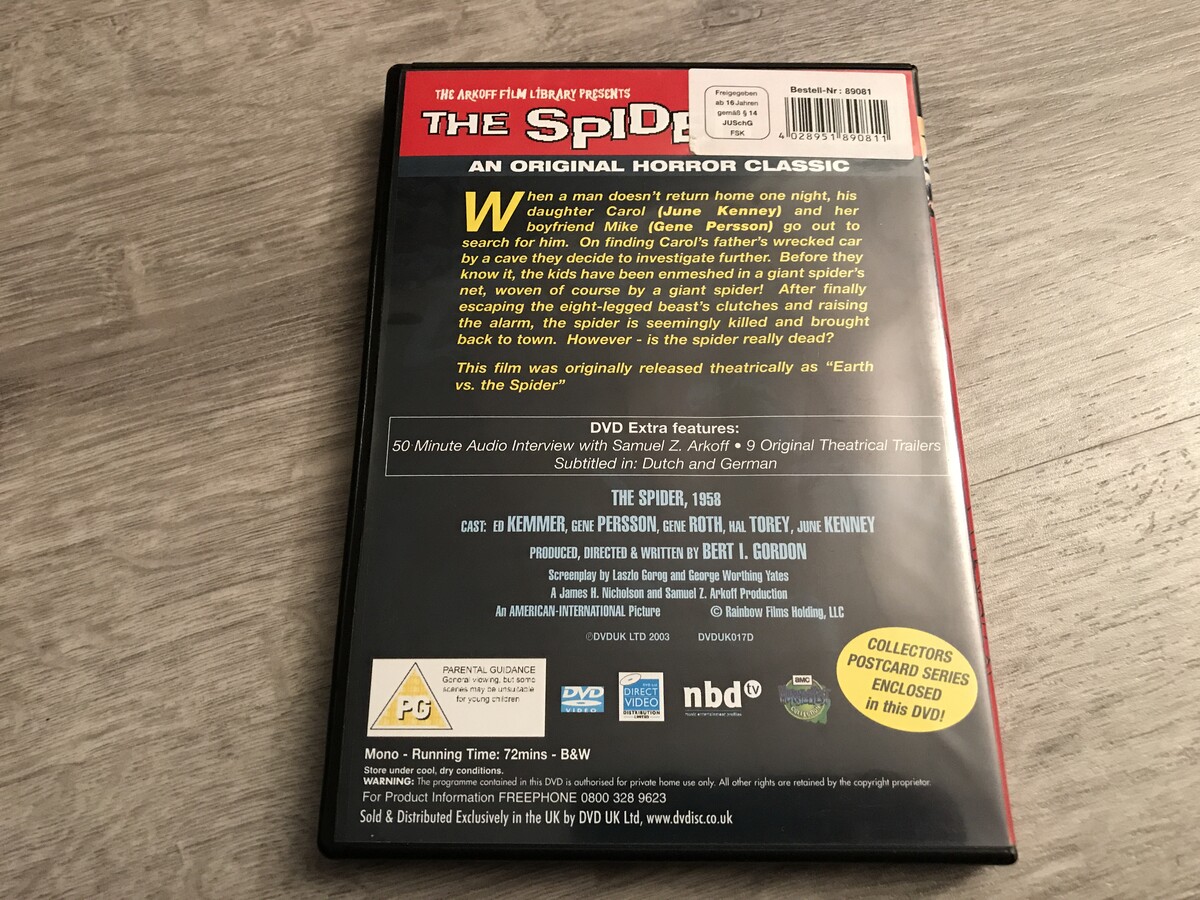 THE ARKOFF FILM LIBRARY PRESENTS
THE SPIDE
Freigegeben
ab 16 Jahren
gemäß § 14
JUSchG
FSK
Bestell-Nr: 89081
4 028951 890811
AN ORIGINAL HORROR CLASSIC
When a man doesn't return home one night, his
daughter Carol (June Kenney) and her
boyfriend Mike (Gene Persson) go out to
search for him. On finding Carol's father's wrecked car
by a cave they decide to investigate further. Before they
know it, the kids have been enmeshed in a giant spider's
net, woven of course by a giant spider! After finally
escaping the eight-legged beast's clutches and raising
the alarm, the spider is seemingly killed and brought
back to town. However - is the spider really dead?
This film was originally released theatrically as "Earth
vs. the Spider"
DVD Extra features:
50 Minute Audio Interview with Samuel Z. Arkoff • 9 Original Theatrical Trailers
Subtitled in: Dutch and German
THE SPIDER, 1958
CAST: ED KEMMER, GENE PERSSON, GENE ROTH, HAL TOREY, JUNE KENNEY
PRODUCED, DIRECTED & WRITTEN BY BERT I. GORDON
Screenplay by Laszlo Gorog and George Worthing Yates
A James H. Nicholson and Samuel Z. Arkoff Production
An AMERICAN-INTERNATIONAL Picture © Rainbow Films Holding, LLC
℗DVDUK LTD 2003 DVDUK017D
COLLECTORS
POSTCARD SERIES
ENCLOSED
in this DVD!
PG
PARENTAL GUIDANCE
General viewing, but some
scenes may be unsuitable
for young children
DVD
VIDEO
DIRECT
VIDEO
DISTRIBUTION
LIMITED
nbd tv
BMC
Mono - Running Time: 72mins - B&W
Store under cool, dry conditions.
WARNING: The programme contained in this DVD is authorised for private home use only. All other rights are retained by the copyright proprietor.
For Product Information FREEPHONE 0800 328 9623
Sold & Distributed Exclusively in the UK by DVD UK Ltd, www.dvdisc.co.uk